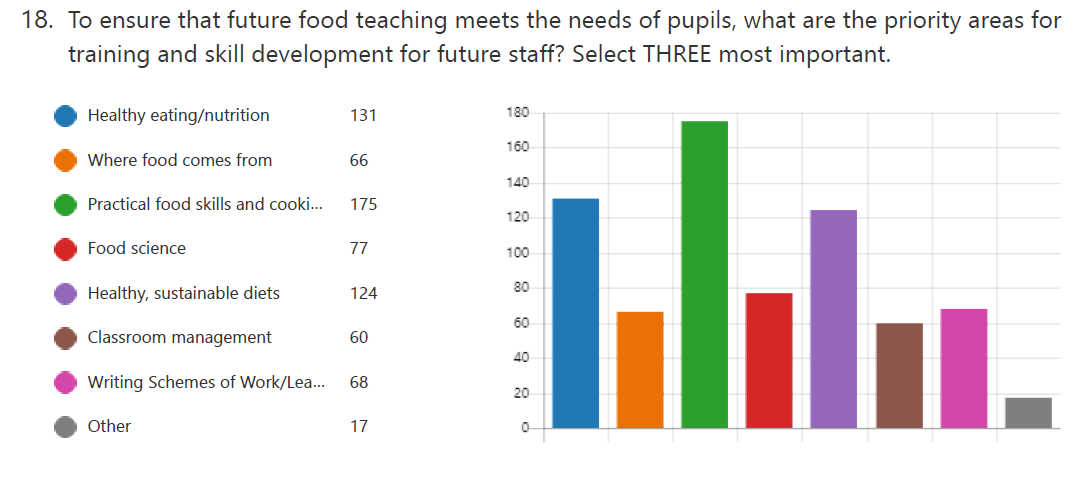 18. To ensure that future food teaching meets the needs of pupils, what are the priority areas for
training and skill development for future staff? Select THREE most important.
Healthy eating/nutrition 131
Where food comes from 66
Practical food skills and cooki... 175
Food science 77
Healthy, sustainable diets 124
Classroom management 60
Writing Schemes of Work/Lea... 68
Other 17
180
160
140
120
100
80
60
40
20
0